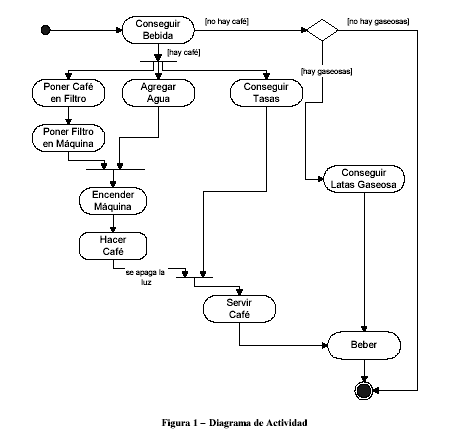 Conseguir
Bebida
[no hay café]
[no hay gaseosas]
[hay café]
[hay gaseosas]
Poner Café
en Filtro
Agregar
Agua
Conseguir
Tasas
Poner Filtro
en Máquina
Conseguir
Latas Gaseosa
Encender
Máquina
Hacer
Café
se apaga la
luz
Servir
Café
Beber
Figura 1 – Diagrama de Actividad